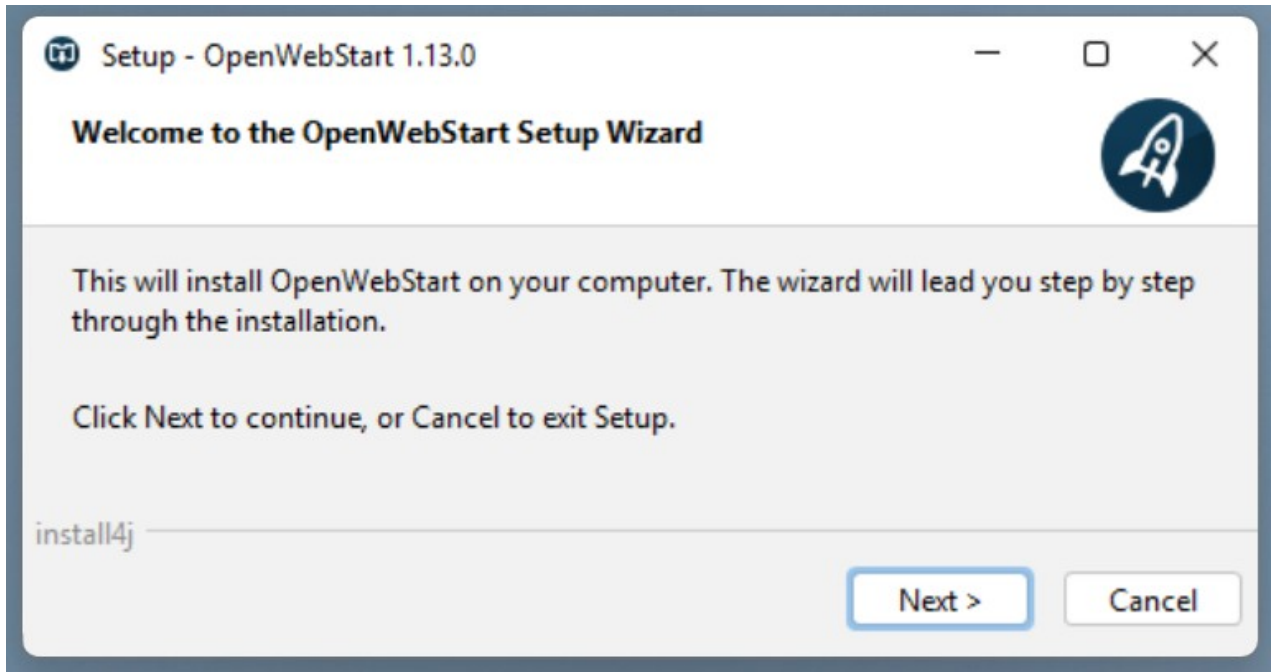 Setup - OpenWebStart 1.13.0
Welcome to the OpenWebStart Setup Wizard
This will install OpenWebStart on your computer. The wizard will lead you step by step
through the installation.
Click Next to continue, or Cancel to exit Setup.
install4j
Next >
Cancel